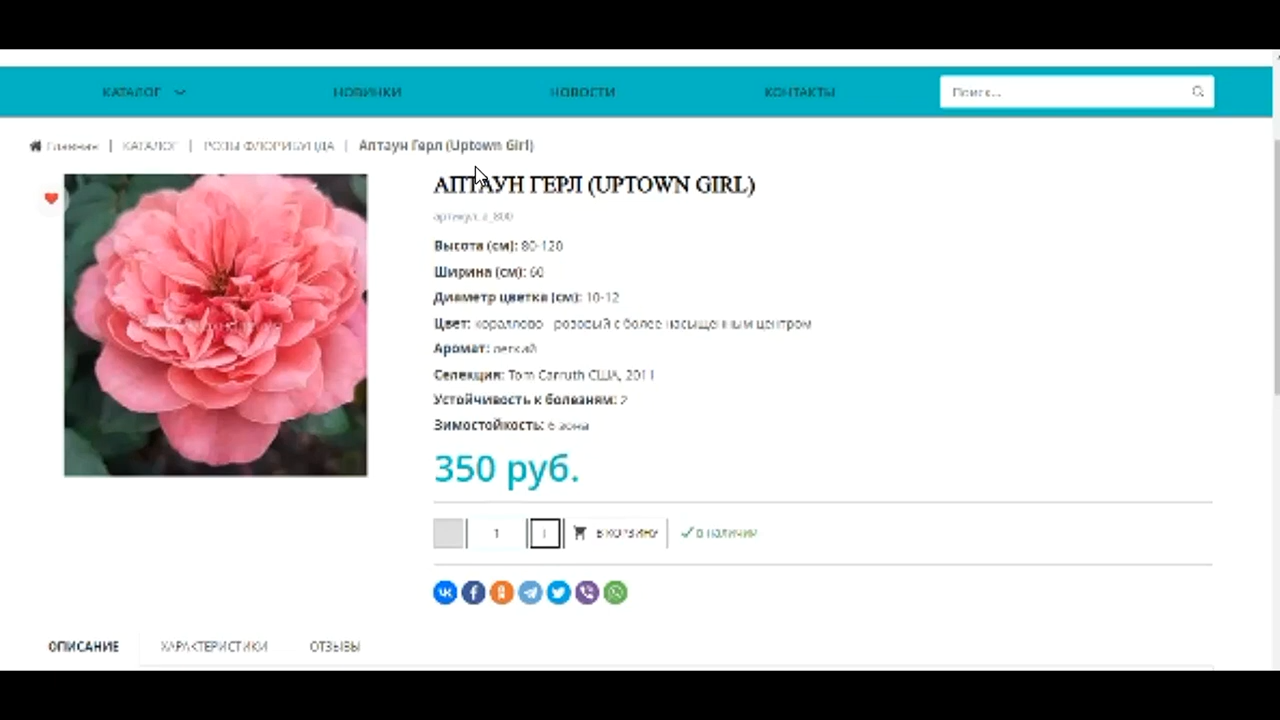 КАТАЛОГ НОВИНКИ НОВОСТИ КОНТАКТЫ Поиск...
Главная | КАТАЛОГ | РОЗЫ ФЛОРИБУНДА | Аптаун Герл (Uptown Girl)
АПТАУН ГЕРЛ (UPTOWN GIRL)
артикул:
Высота (см): 80-120
Ширина (см): 60
Диаметр цветка (см): 10-12
Цвет: кораллово - розовый с более насыщенным центром
Аромат: легкий
Селекция: Tom Carruth США, 2011
Устойчивость к болезням: 2
Зимостойкость: 6 зона
350 руб.
1 В КОРЗИНУ В наличии
ОПИСАНИЕ ХАРАКТЕРИСТИКИ ОТЗЫВЫ